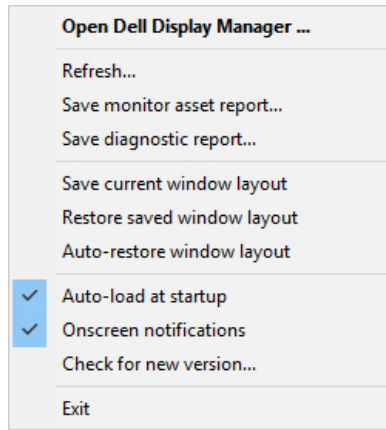 Open Dell Display Manager ...
Refresh...
Save monitor asset report...
Save diagnostic report...
Save current window layout
Restore saved window layout
Auto-restore window layout
Auto-load at startup
Onscreen notifications
Check for new version...
Exit